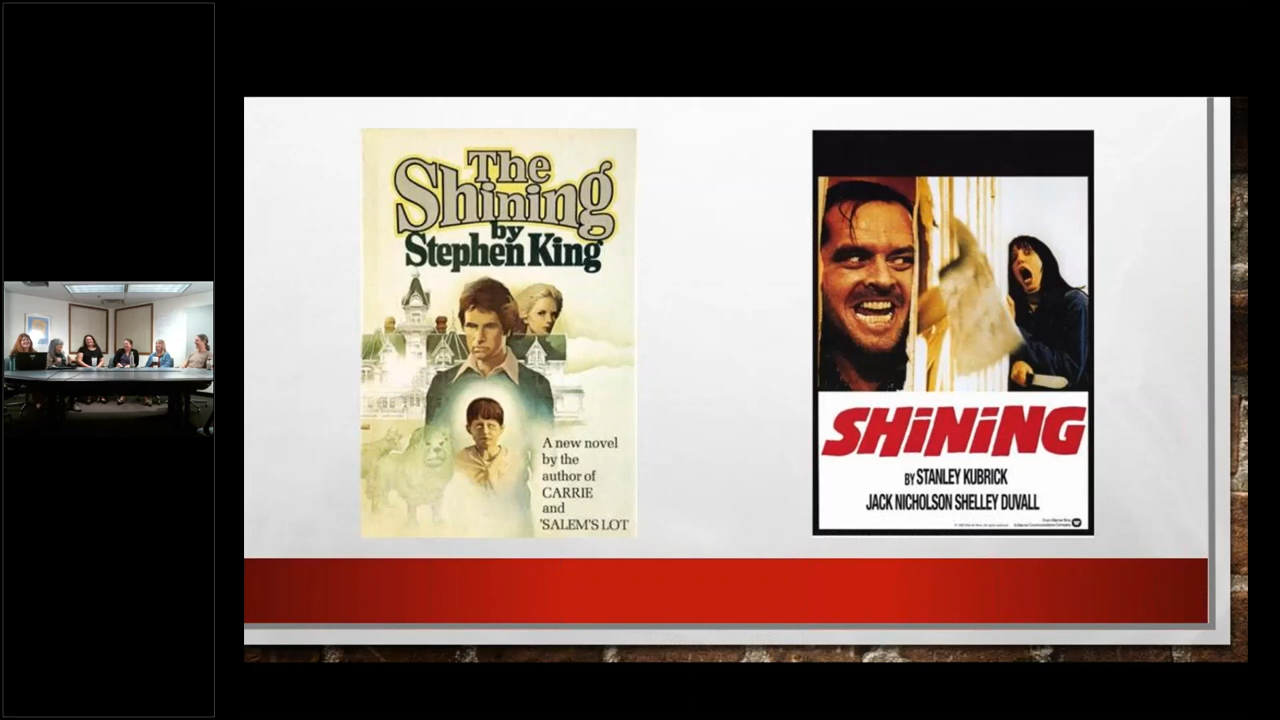 The
Shining
by
Stephen King
A new novel
by the
author of
CARRIE
and
'SALEM'S LOT
SHiNiNG
BY STANLEY KUBRICK
JACK NICHOLSON SHELLEY DUVALL